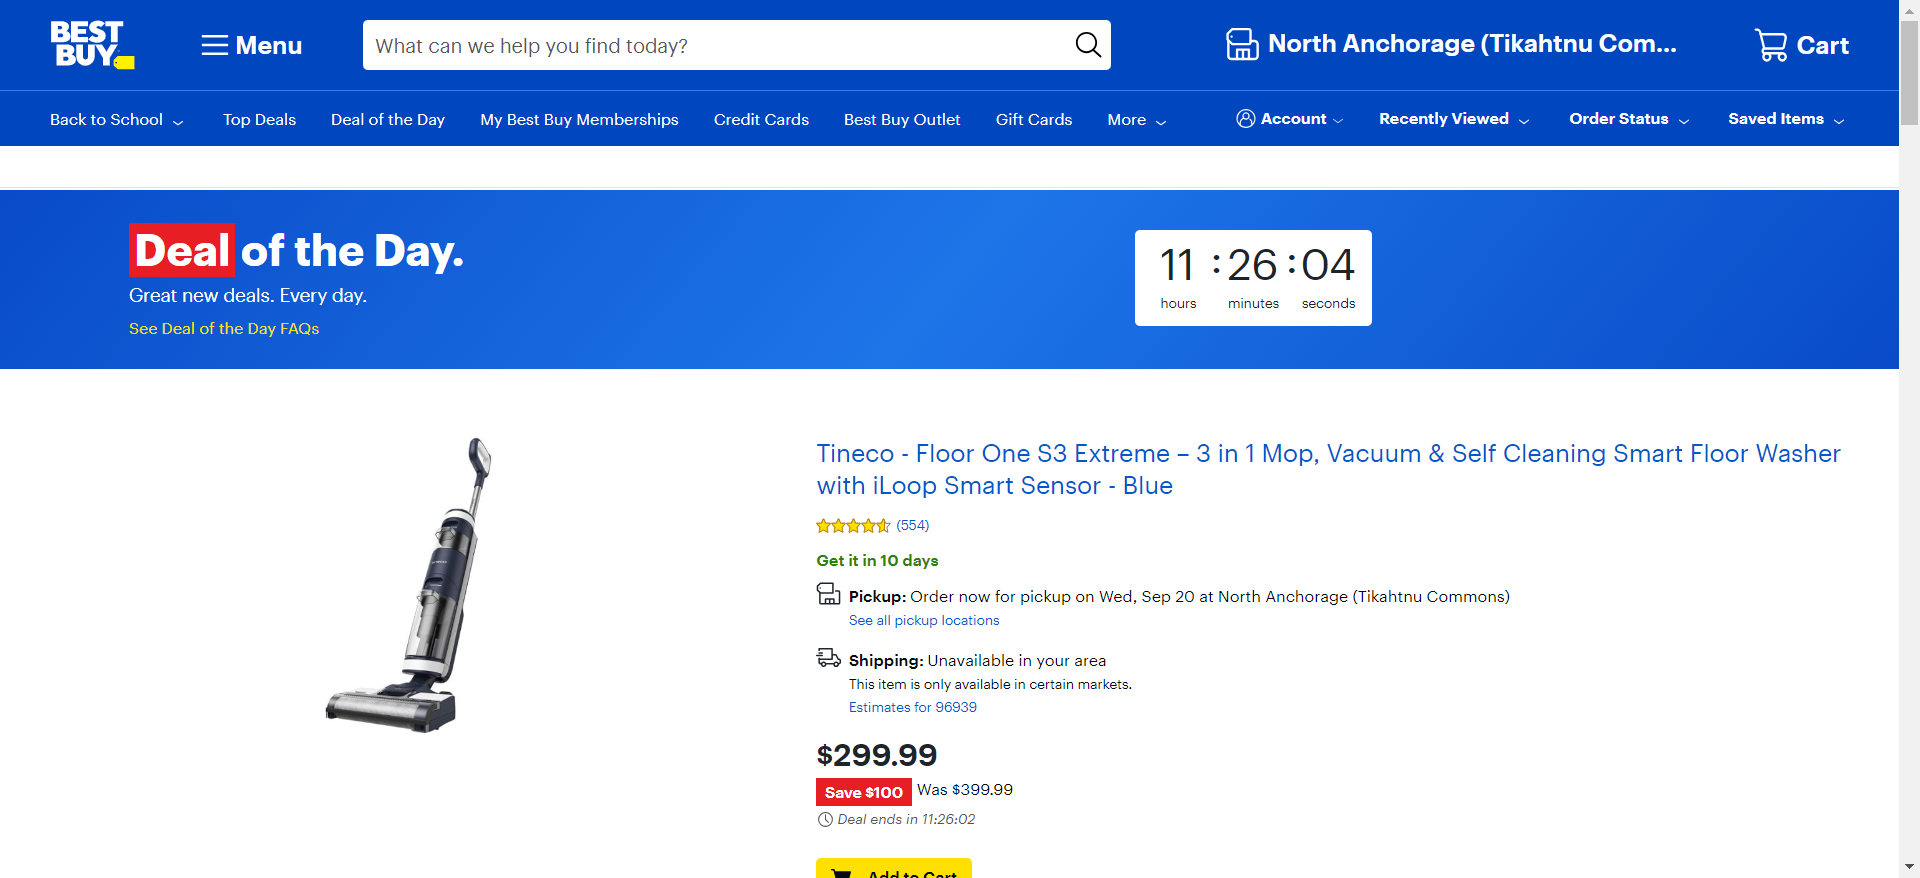 BEST
BUY
Menu
What can we help you find today?
North Anchorage (Tikahtnu Com...
Cart
Back to School
Top Deals
Deal of the Day
My Best Buy Memberships
Credit Cards
Best Buy Outlet
Gift Cards
More
Account
Recently Viewed
Order Status
Saved Items
Deal of the Day.
Great new deals. Every day.
See Deal of the Day FAQs
11 : 26 : 04
hours minutes seconds
Tineco - Floor One S3 Extreme – 3 in 1 Mop, Vacuum & Self Cleaning Smart Floor Washer
with iLoop Smart Sensor - Blue
(554)
Get it in 10 days
Pickup: Order now for pickup on Wed, Sep 20 at North Anchorage (Tikahtnu Commons)
See all pickup locations
Shipping: Unavailable in your area
This item is only available in certain markets.
Estimates for 96939
$299.99
Save $100 Was $399.99
Deal ends in 11:26:02
Add to Cart